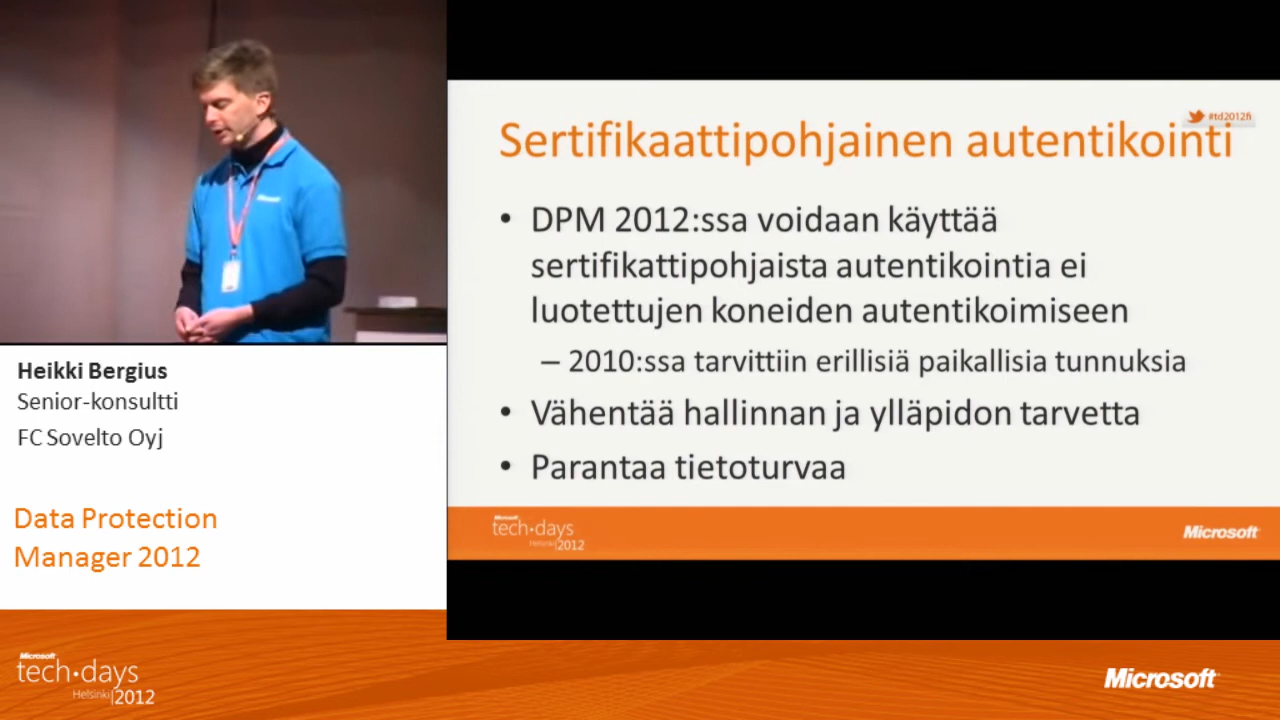 Microsoft
Heikki Bergius
Senior-konsultti
FC Sovelto Oyj
Data Protection
Manager 2012
Sertifikaattipohjainen autentikointi
#td2012fi
• DPM 2012:ssa voidaan käyttää
sertifikattipohjaista autentikointia ei
luotettujen koneiden autentikoimiseen
– 2010:ssa tarvittiin erillisiä paikallisia tunnuksia
• Vähentää hallinnan ja ylläpidon tarvetta
• Parantaa tietoturvaa
Microsoft
tech·days
Helsinki|2012
Microsoft
Microsoft
tech·days
Helsinki|2012
Microsoft